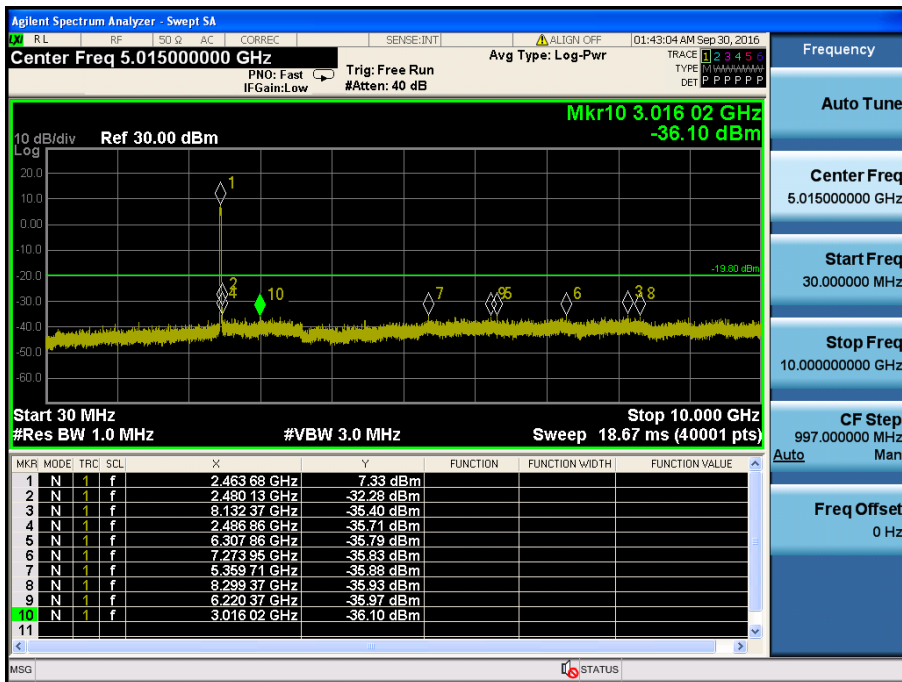 Agilent Spectrum Analyzer - Swept SA
LXI RL RF 50 Ω AC CORREC SENSE:INT ALIGN OFF 01:43:04 AM Sep 30, 2016
Center Freq 5.015000000 GHz
PNO: Fast
IFGain:Low
Trig: Free Run
#Atten: 40 dB
Avg Type: Log-Pwr
TRACE 1 2 3 4 5 6
TYPE M WWWWW
DET P P P P P P
Frequency
Auto Tune
Center Freq
5.015000000 GHz
Start Freq
30.000000 MHz
Stop Freq
10.000000000 GHz
CF Step
997.000000 MHz
Auto Man
Freq Offset
0 Hz
Mkr10 3.016 02 GHz
-36.10 dBm
10 dB/div Ref 30.00 dBm
Log
20.0
10.0
0.00
-10.0
-20.0
-30.0
-40.0
-50.0
-60.0
-19.80 dBm
1
2
4
10
7
9 5
6
3 8
Start 30 MHz Stop 10.000 GHz
#Res BW 1.0 MHz #VBW 3.0 MHz Sweep 18.67 ms (40001 pts)
MKR MODE TRC SCL X Y FUNCTION FUNCTION WIDTH FUNCTION VALUE
1 N 1 f 2.463 68 GHz 7.33 dBm
2 N 1 f 2.480 13 GHz -32.28 dBm
3 N 1 f 8.132 37 GHz -35.40 dBm
4 N 1 f 2.486 86 GHz -35.71 dBm
5 N 1 f 6.307 86 GHz -35.79 dBm
6 N 1 f 7.273 95 GHz -35.83 dBm
7 N 1 f 5.359 71 GHz -35.88 dBm
8 N 1 f 8.299 37 GHz -35.93 dBm
9 N 1 f 6.220 37 GHz -35.97 dBm
10 N 1 f 3.016 02 GHz -36.10 dBm
11
MSG STATUS